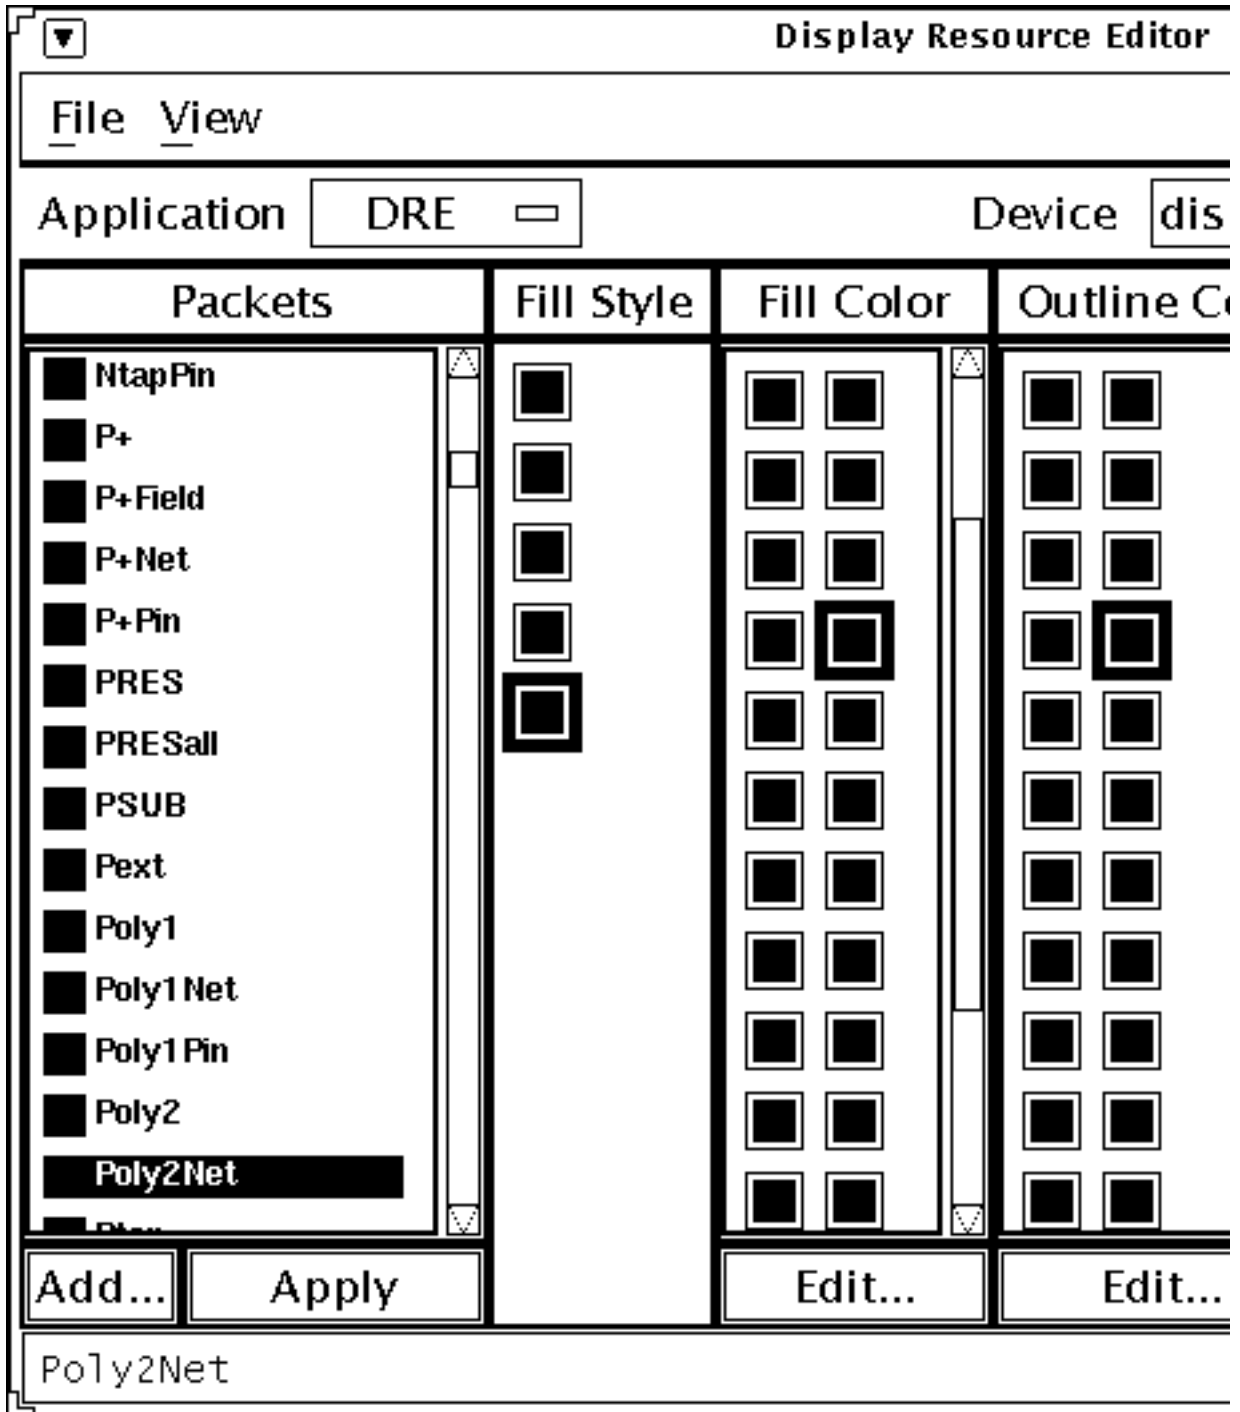 Display Resource Editor
File View
Application DRE Device dis
Packets Fill Style Fill Color Outline
NtapPin
P+
P+Field
P+Net
P+Pin
PRES
PRESall
PSUB
Pext
Poly1
Poly1Net
Poly1Pin
Poly2
Poly2Net
Add... Apply Edit... Edit...
Poly2Net